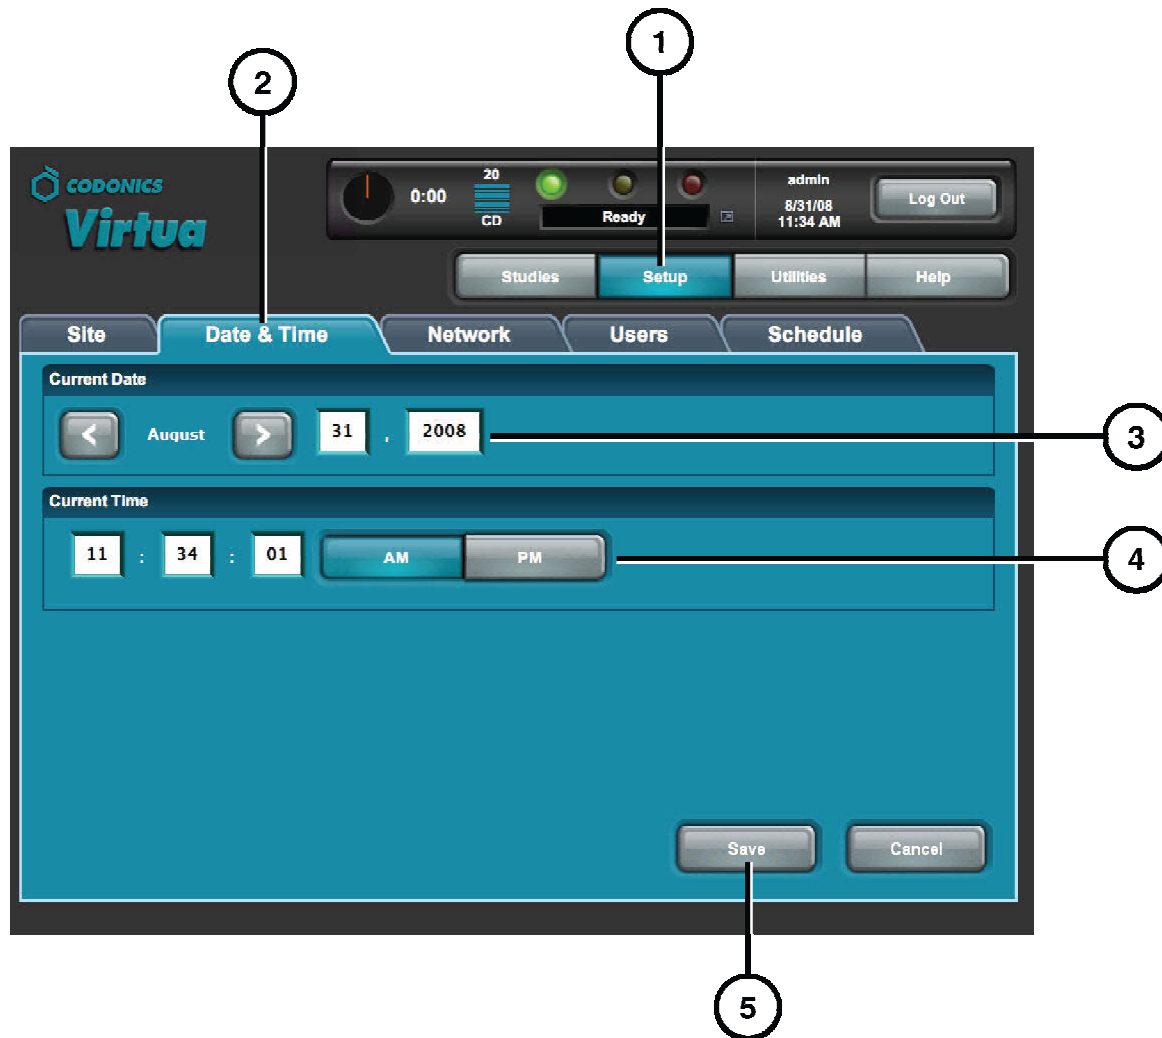 1
2
CODONICS
Virtua
0:00
20
CD
Ready
admin
8/31/08
11:34 AM
Log Out
Studies
Setup
Utilities
Help
Site
Date & Time
Network
Users
Schedule
Current Date
<
August
>
31 , 2008
3
Current Time
11 : 34 : 01
AM
PM
4
Save
Cancel
5